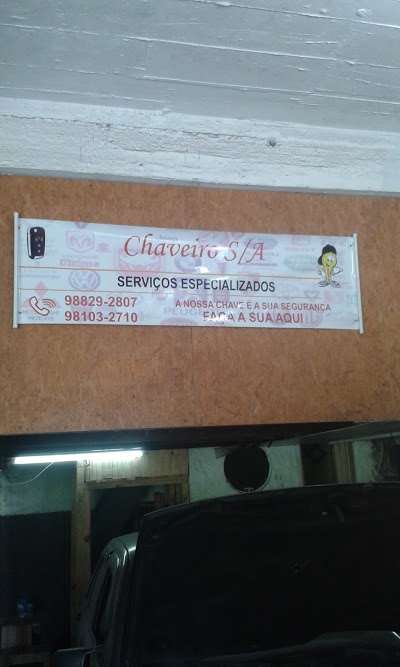 Chaveiro S/A
SERVIÇOS ESPECIALIZADOS
98829-2807
98103-2710
A NOSSA CHAVE E A SUA SEGURANÇA
FAÇA A SUA AQUI